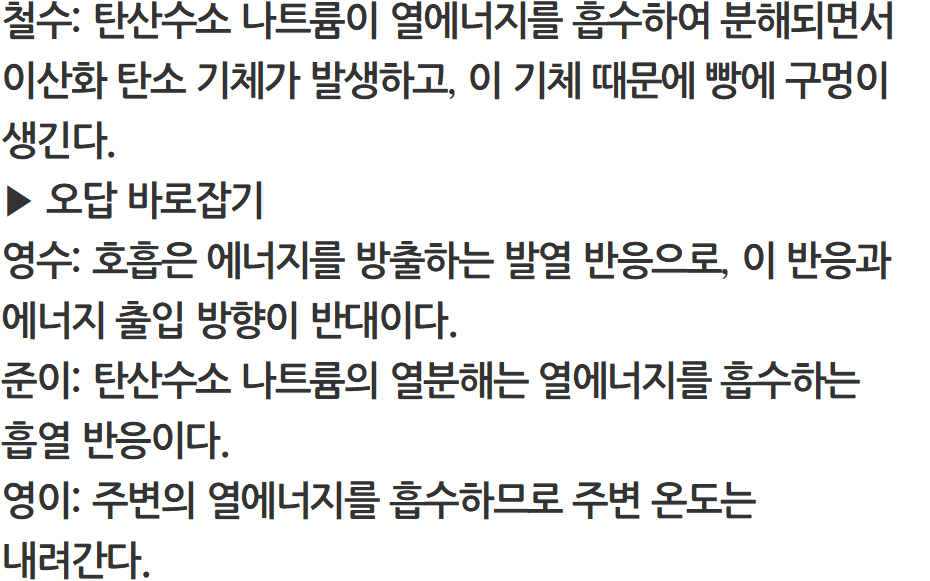 철수: 탄산수소 나트륨이 열에너지를 흡수하여 분해되면서
이산화 탄소 기체가 발생하고, 이 기체 때문에 빵에 구멍이
생긴다.
▶ 오답 바로잡기
영수: 호흡은 에너지를 방출하는 발열 반응으로, 이 반응과
에너지 출입 방향이 반대이다.
준이: 탄산수소 나트륨의 열분해는 열에너지를 흡수하는
흡열 반응이다.
영이: 주변의 열에너지를 흡수하므로 주변 온도는
내려간다.